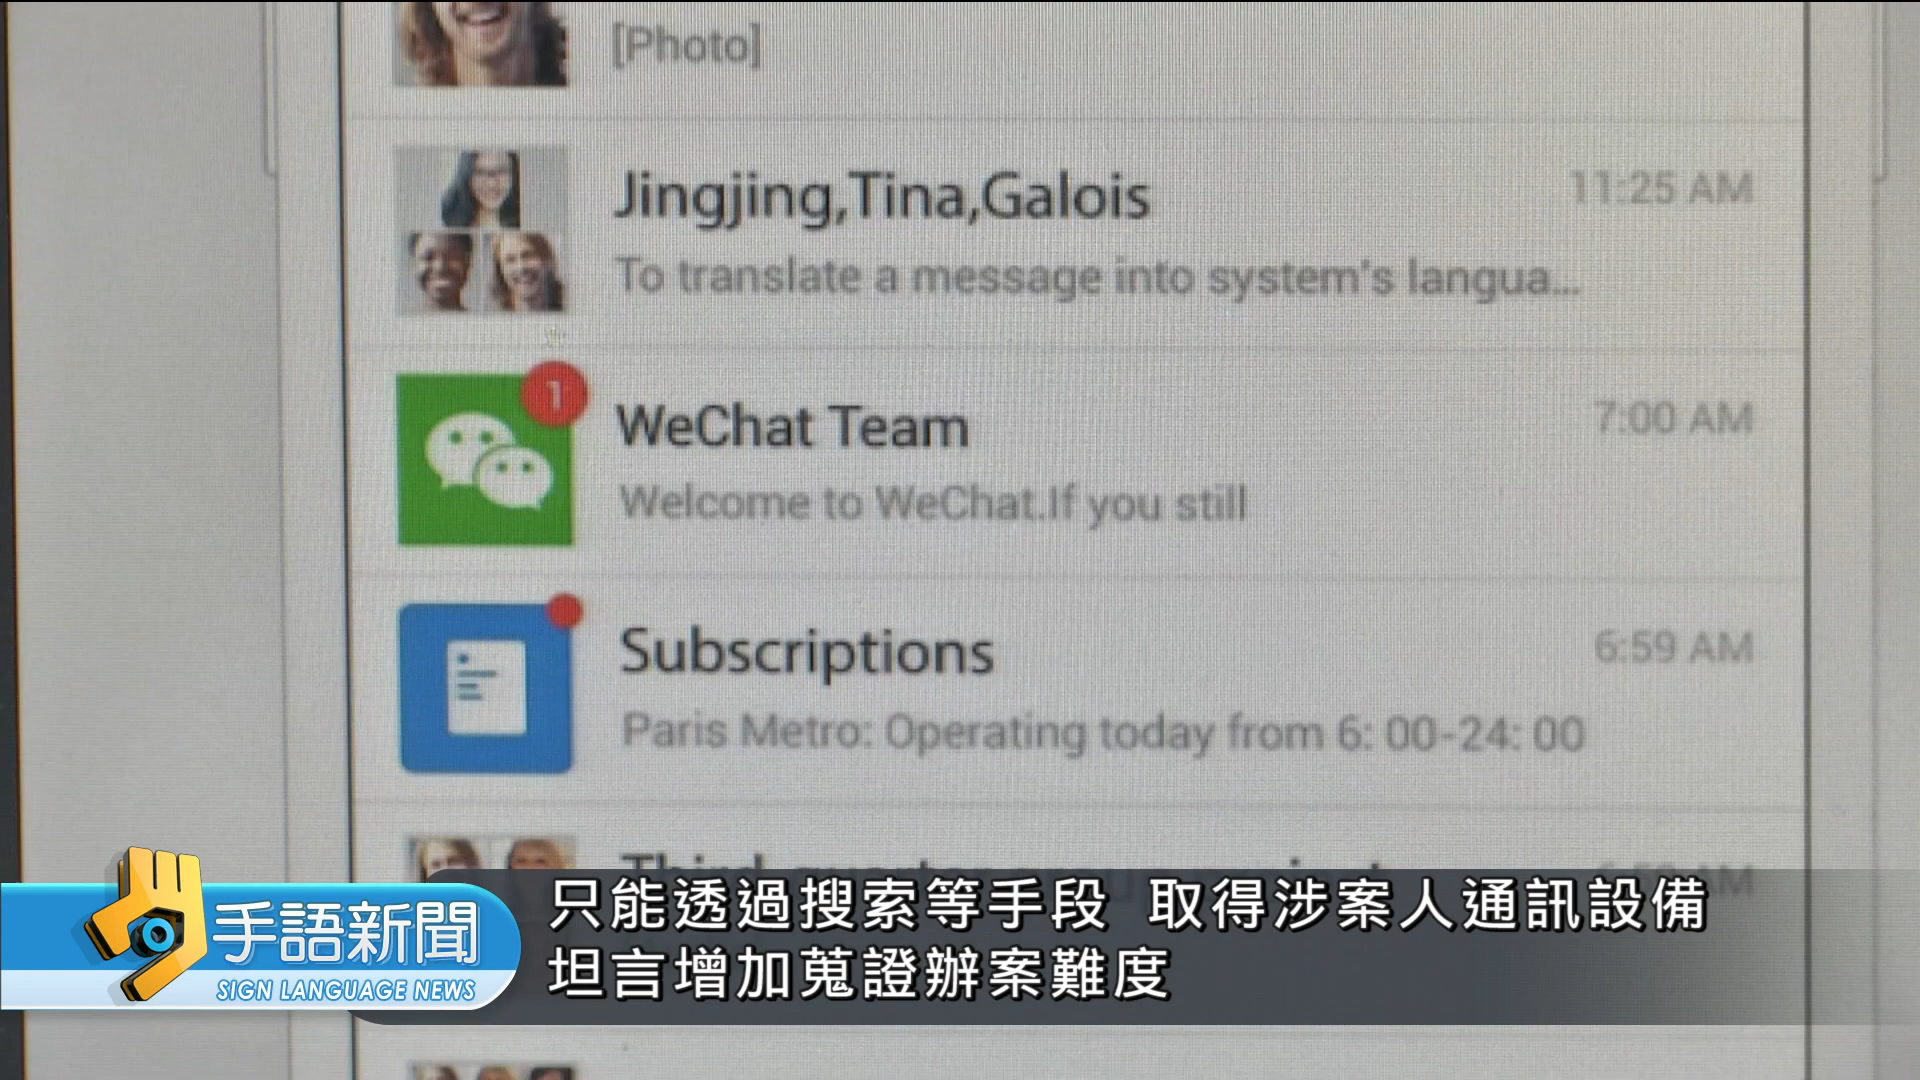 [Photo]
Jingjing,Tina,Galois
11:25 AM
To translate a message into system's langua...
1
WeChat Team
7:00 AM
Welcome to WeChat.If you still
Subscriptions
6:59 AM
Paris Metro: Operating today from 6: 00-24: 00
只能透過搜索等手段 取得涉案人通訊設備
坦言增加蒐證辦案難度
手語新聞
SIGN LANGUAGE NEWS